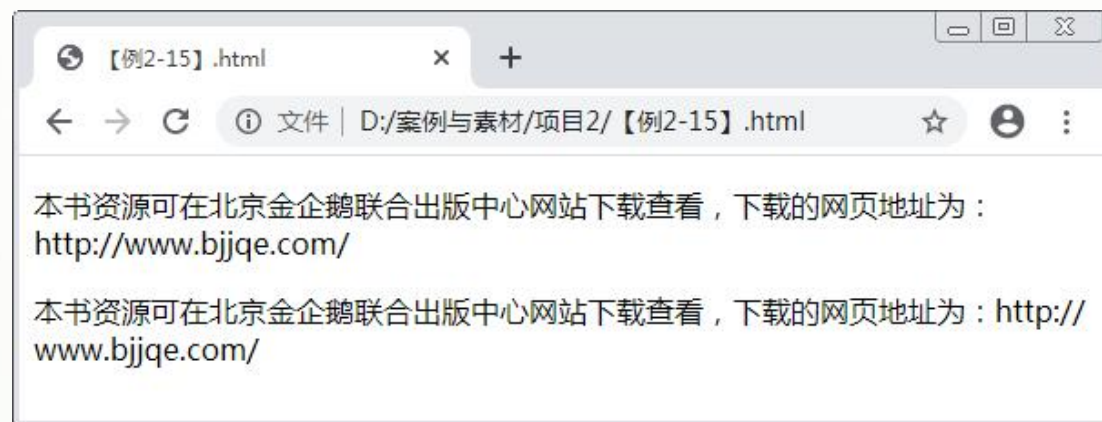 【例2-15】.html
文件 | D:/案例与素材/项目2/【例2-15】.html
本书资源可在北京金企鹅联合出版中心网站下载查看，下载的网页地址为：
http://www.bjjqe.com/
本书资源可在北京金企鹅联合出版中心网站下载查看，下载的网页地址为：http://
www.bjjqe.com/